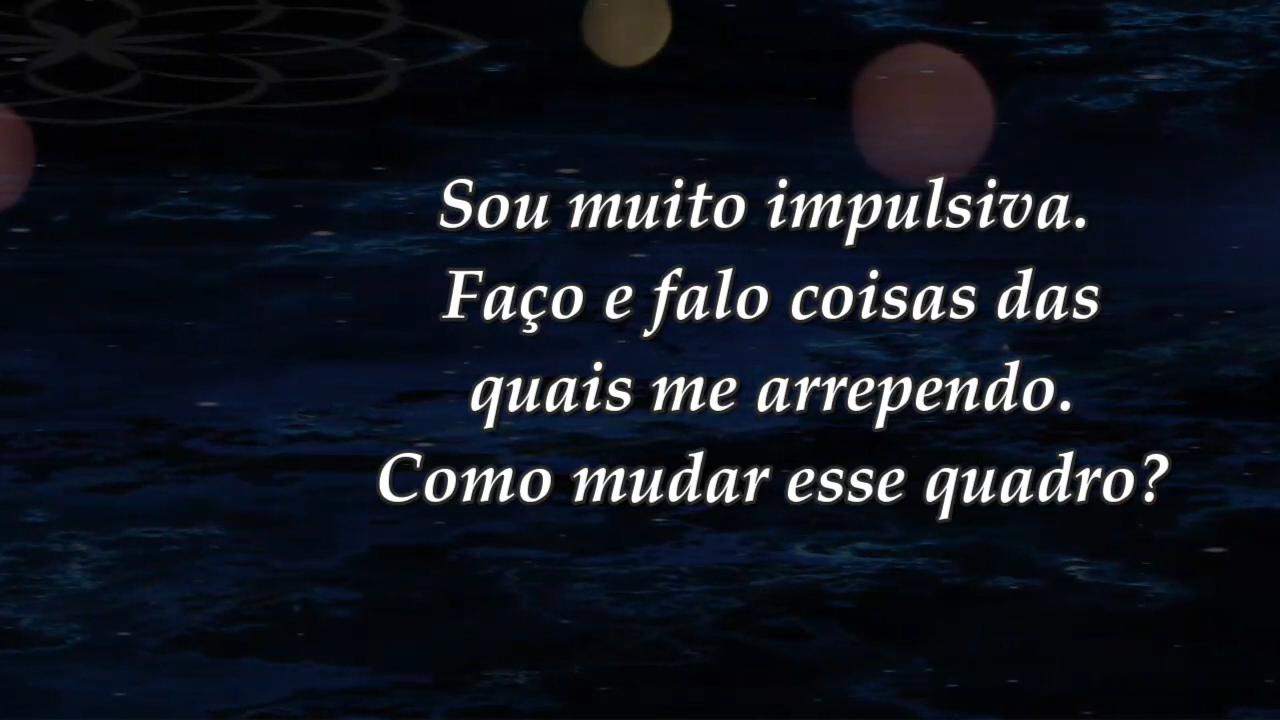 Sou muito impulsiva.
Faço e falo coisas das
quais me arrependo.
Como mudar esse quadro?